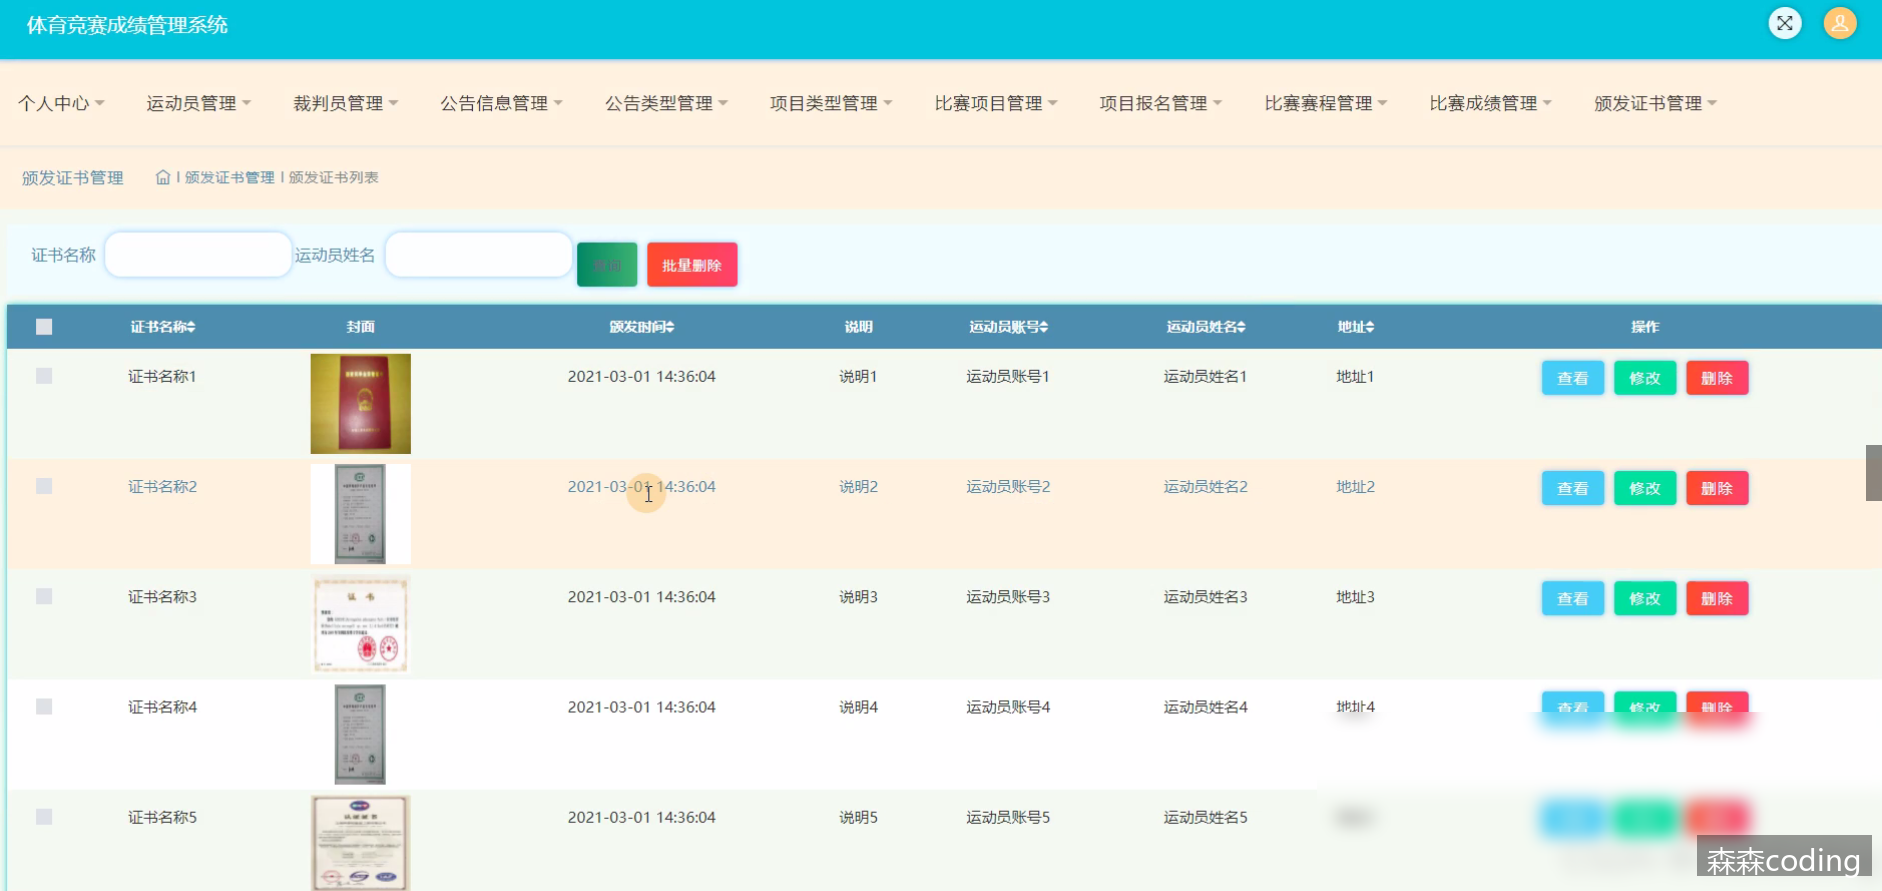 体育竞赛成绩管理系统
个人中心 运动员管理 裁判员管理 公告信息管理 公告类型管理 项目类型管理 比赛项目管理 项目报名管理 比赛赛程管理 比赛成绩管理 颁发证书管理
颁发证书管理 | 颁发证书管理 | 颁发证书列表
证书名称 运动员姓名 查询 批量删除
证书名称 封面 颁发时间 说明 运动员账号 运动员姓名 地址 操作
证书名称1 2021-03-01 14:36:04 说明1 运动员账号1 运动员姓名1 地址1 查看 修改 删除
证书名称2 2021-03-01 14:36:04 说明2 运动员账号2 运动员姓名2 地址2 查看 修改 删除
证书名称3 2021-03-01 14:36:04 说明3 运动员账号3 运动员姓名3 地址3 查看 修改 删除
证书
证书名称4 2021-03-01 14:36:04 说明4 运动员账号4 运动员姓名4 地址4 查看 修改 删除
证书名称5 2021-03-01 14:36:04 说明5 运动员账号5 运动员姓名5
森森coding